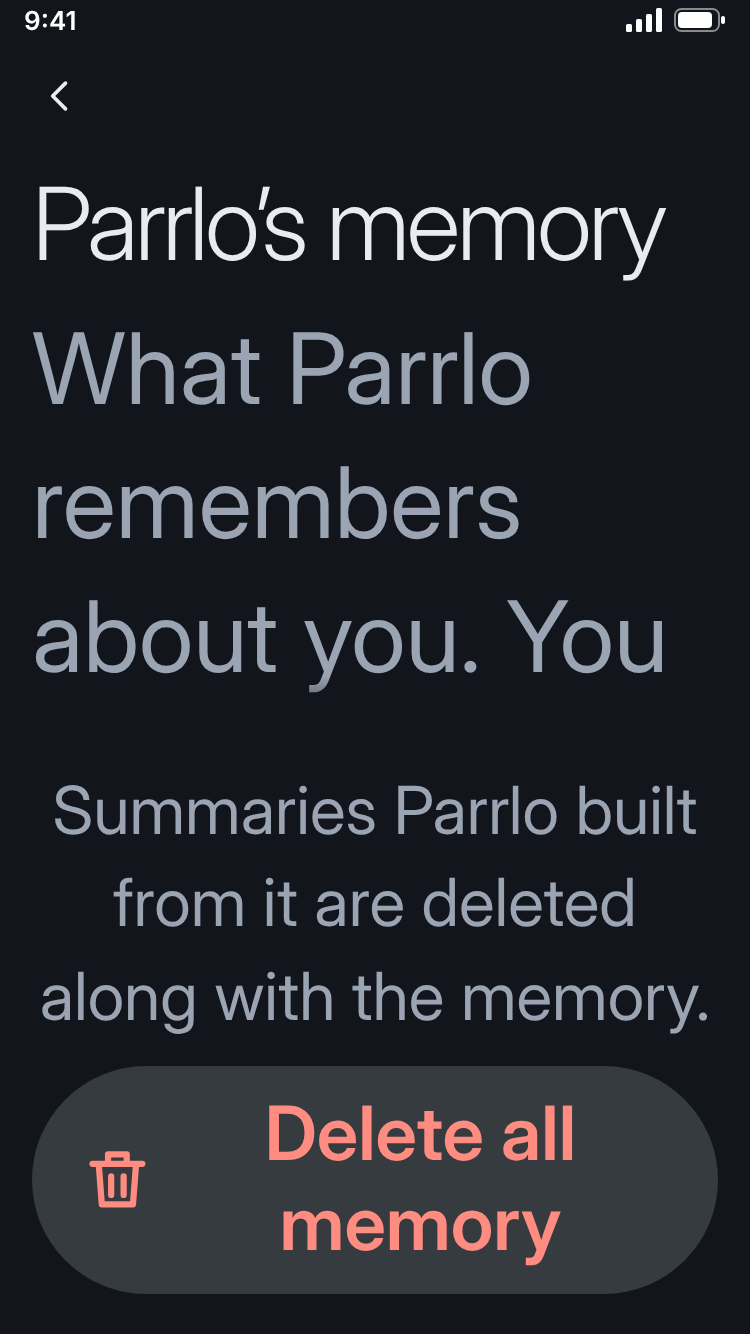 9:41
Parrlo’s memory
What Parrlo
remembers
about you. You
Summaries Parrlo built
from it are deleted
along with the memory.
Delete all
memory